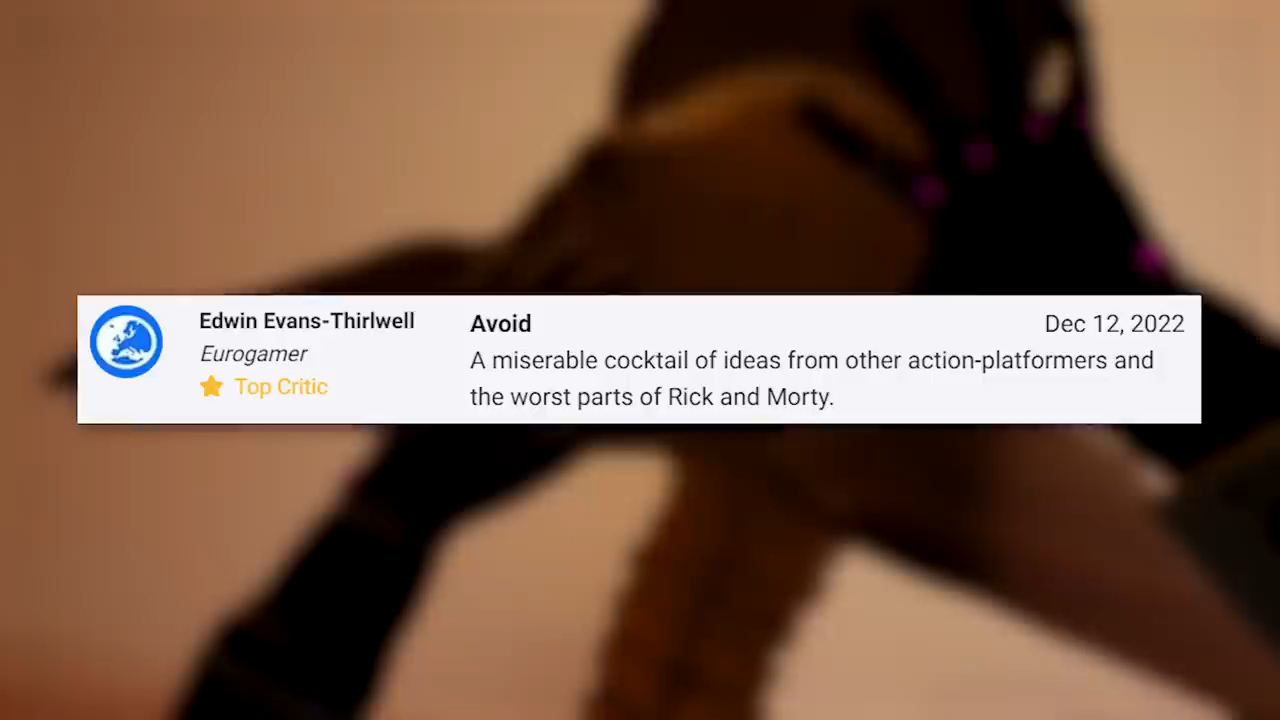 Edwin Evans-Thirlwell
Eurogamer
Top Critic
Avoid
Dec 12, 2022
A miserable cocktail of ideas from other action-platformers and
the worst parts of Rick and Morty.